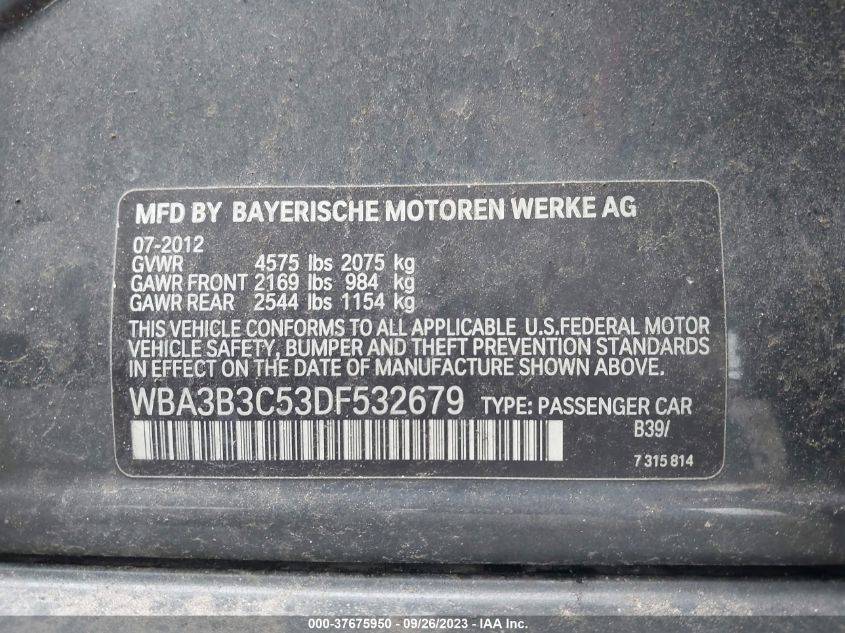 MFD BY BAYERISCHE MOTOREN WERKE AG
07-2012
GVWR 4575 lbs 2075 kg
GAWR FRONT 2169 lbs 984 kg
GAWR REAR 2544 lbs 1154 kg
THIS VEHICLE CONFORMS TO ALL APPLICABLE U.S.FEDERAL MOTOR
VEHICLE SAFETY, BUMPER AND THEFT PREVENTION STANDARDS
IN EFFECT ON THE DATE OF MANUFACTURE SHOWN ABOVE.
WBA3B3C53DF532679 TYPE: PASSENGER CAR
B39/
7 315 814
000-37675950 - 09/26/2023 - © IAA, Inc.